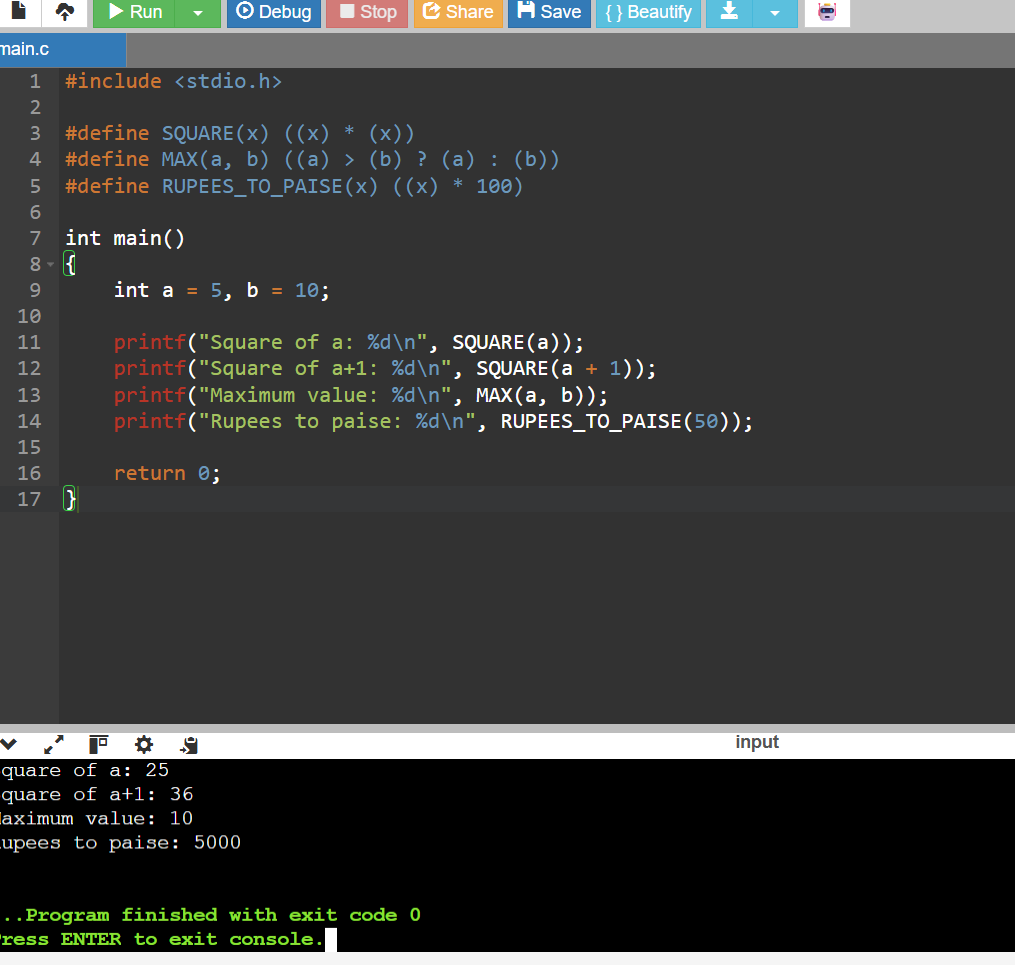 Run Debug Stop Share Save { } Beautify
main.c
1 #include <stdio.h>
2
3 #define SQUARE(x) ((x) * (x))
4 #define MAX(a, b) ((a) > (b) ? (a) : (b))
5 #define RUPEES_TO_PAISE(x) ((x) * 100)
6
7 int main()
8 {
9     int a = 5, b = 10;
10
11     printf("Square of a: %d\n", SQUARE(a));
12     printf("Square of a+1: %d\n", SQUARE(a + 1));
13     printf("Maximum value: %d\n", MAX(a, b));
14     printf("Rupees to paise: %d\n", RUPEES_TO_PAISE(50));
15
16     return 0;
17 }
input
quare of a: 25
quare of a+1: 36
aximum value: 10
upees to paise: 5000
...Program finished with exit code 0
ress ENTER to exit console.